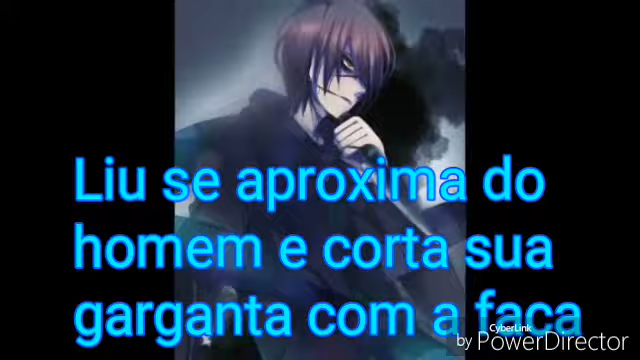 Liu se aproxima do
homem e corta sua
garganta com a faca
CyberLink
by PowerDirector